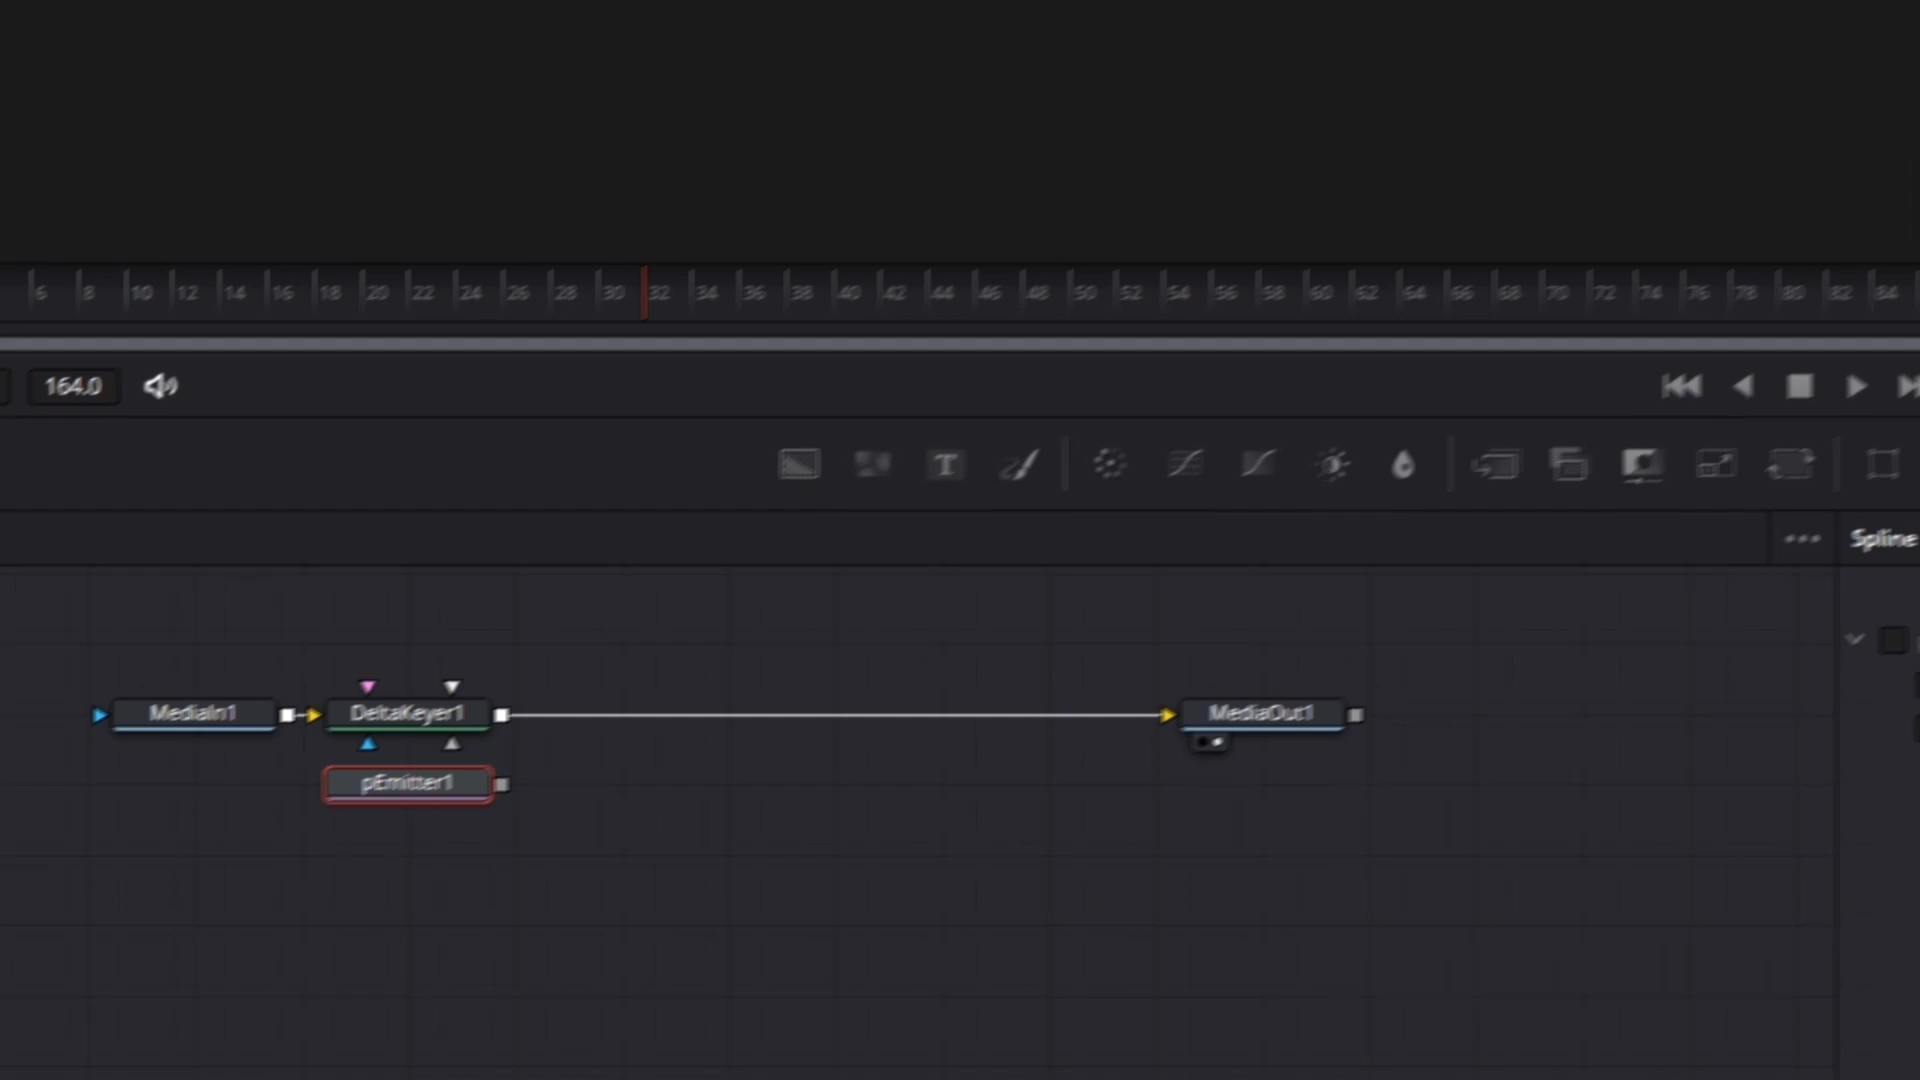 6 8 10 12 14 16 18 20 22 24 26 28 30 32 34 36 38 40 42 44 46 48 50 52 54 56 58 60 62 64 66 68 70 72 74 76 78 80 82 84
164.0
T
Spline
MediaIn1 DeltaKeyer1 MediaOut1
pEmitter1